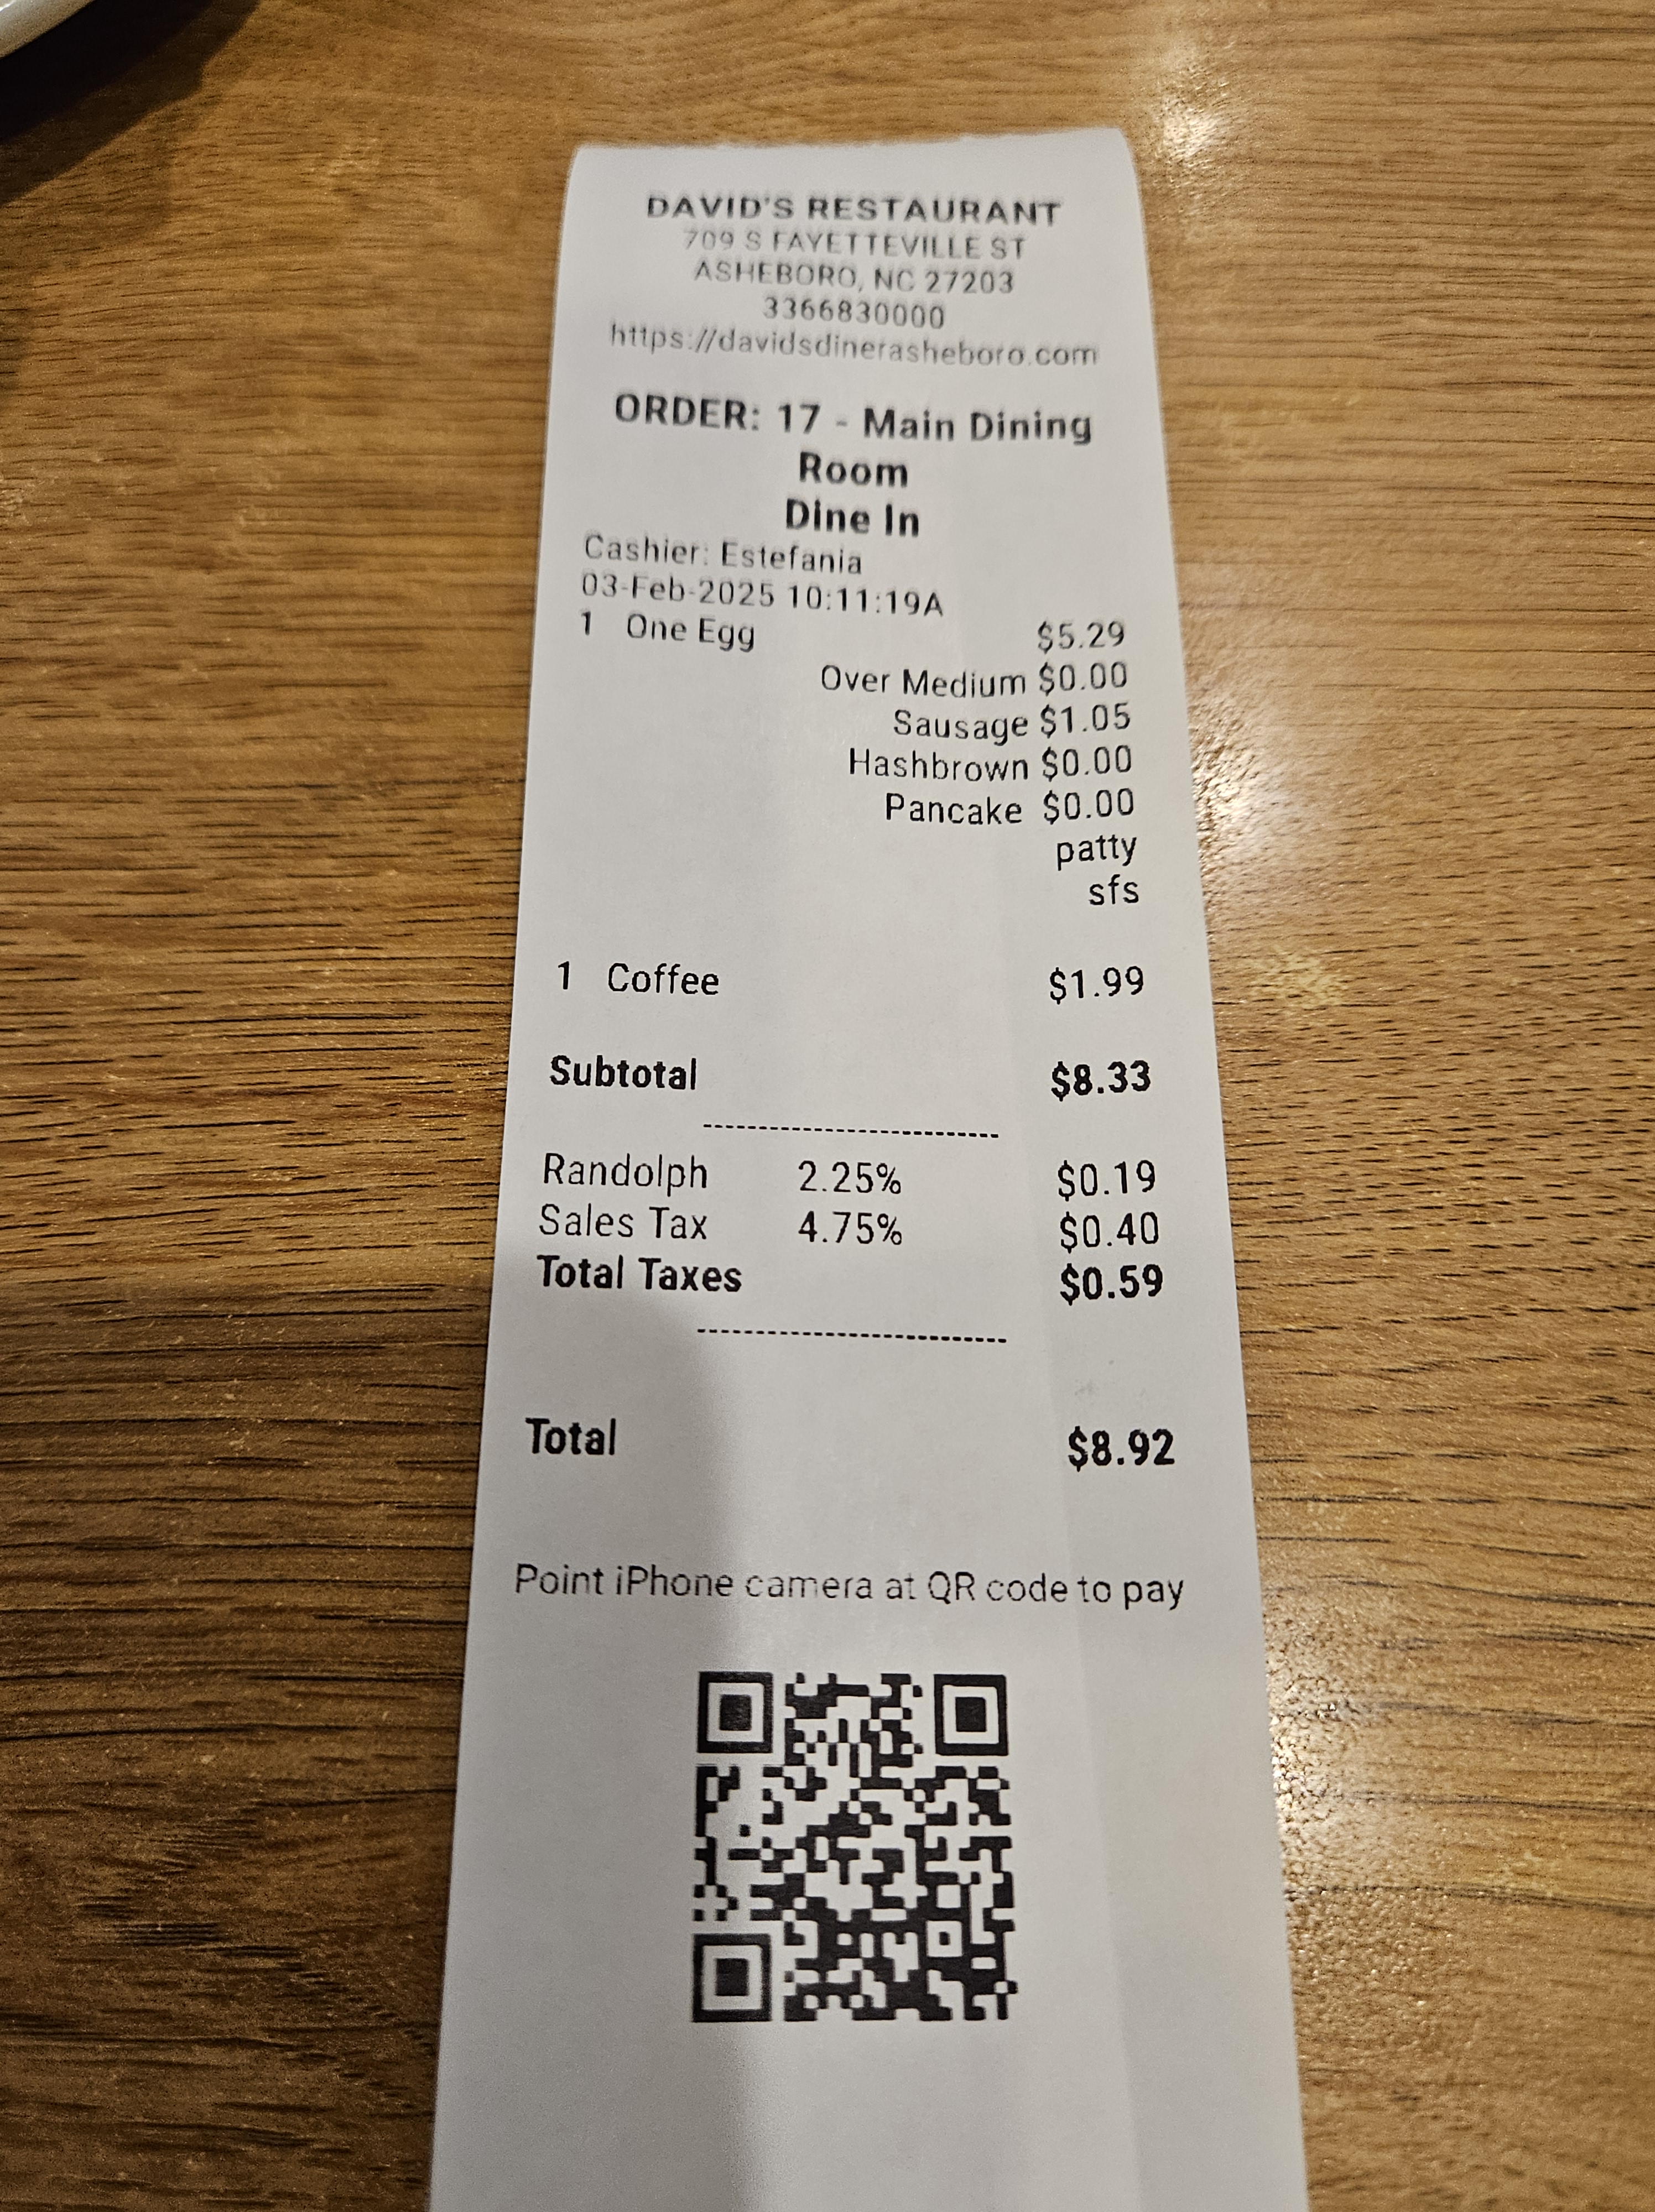 DAVID'S RESTAURANT
709 S FAYETTEVILLE ST
ASHEBORO, NC 27203
3366830000
https://davidsdinerasheboro.com
ORDER: 17 - Main Dining
Room
Dine In
Cashier: Estefania
03-Feb-2025 10:11:19A
1 One Egg $5.29
Over Medium $0.00
Sausage $1.05
Hashbrown $0.00
Pancake $0.00
patty
sfs
1 Coffee $1.99
Subtotal $8.33
Randolph 2.25% $0.19
Sales Tax 4.75% $0.40
Total Taxes $0.59
Total $8.92
Point iPhone camera at QR code to pay